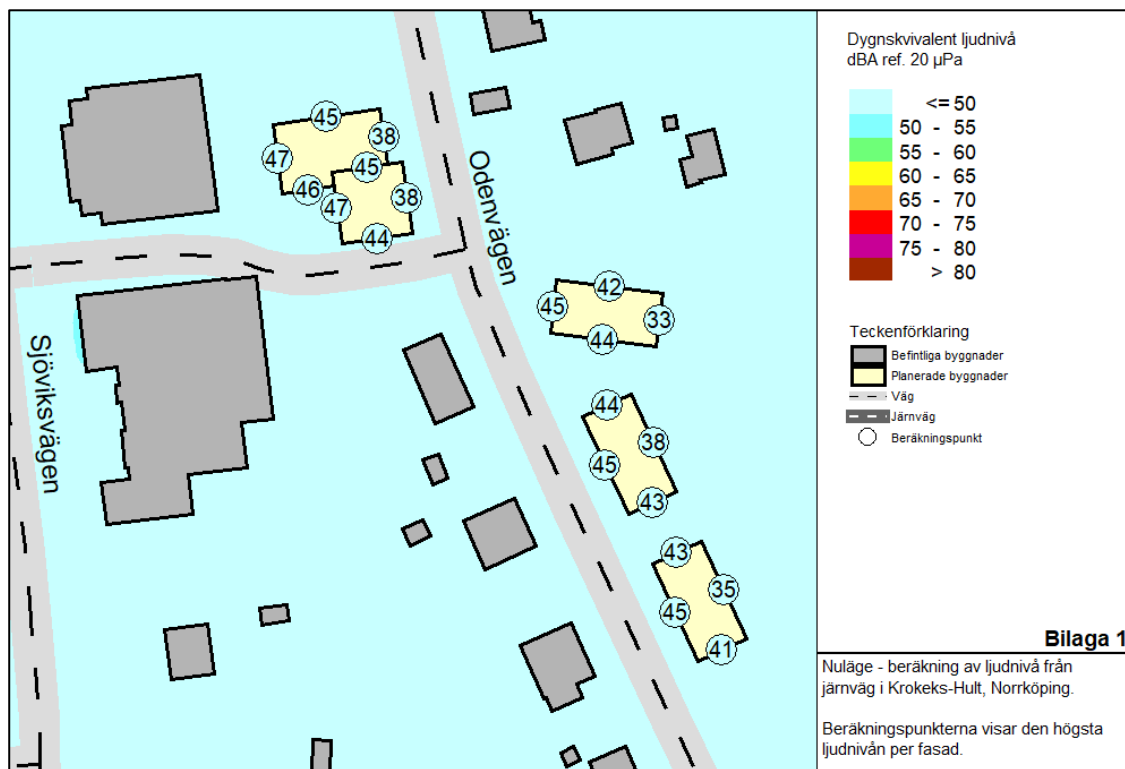 45
38
47
45
46
47
38
44
Odenvägen
42
45
33
44
Sjöviksvägen
44
38
45
43
43
35
45
41
Dygnskvivalent ljudnivå
dBA ref. 20 µPa
<= 50
50 - 55
55 - 60
60 - 65
65 - 70
70 - 75
75 - 80
> 80
Teckenförklaring
Befintliga byggnader
Planerade byggnader
Väg
Järnväg
Beräkningspunkt
Bilaga 1
Nuläge - beräkning av ljudnivå från
järnväg i Krokeks-Hult, Norrköping.
Beräkningspunkterna visar den högsta
ljudnivån per fasad.